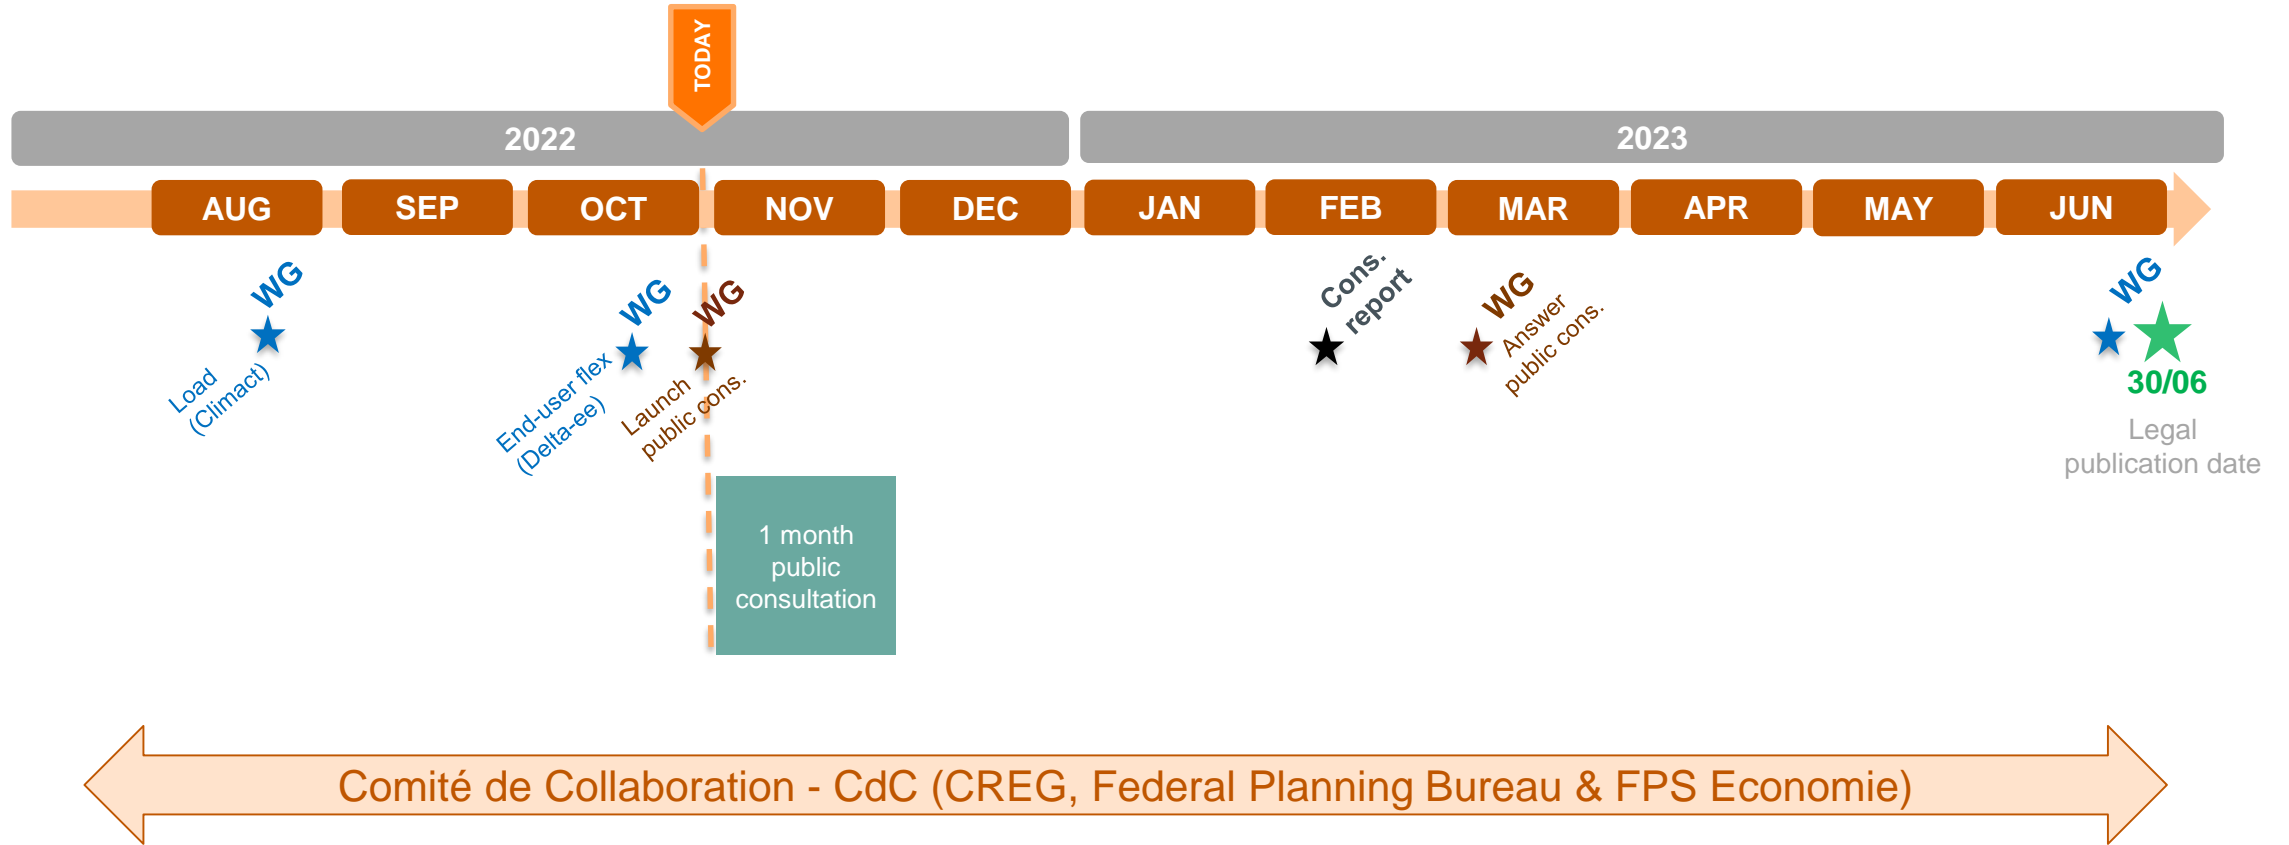 TODAY
2022
2023
AUG
SEP
OCT
NOV
DEC
JAN
FEB
MAR
APR
MAY
JUN
WG
Load
(Climact)
WG
End-user flex
(Delta-ee)
WG
Launch
public cons.
Cons.
report
WG
Answer
public cons.
WG
30/06
Legal
publication date
1 month
public
consultation
Comité de Collaboration - CdC (CREG, Federal Planning Bureau & FPS Economie)